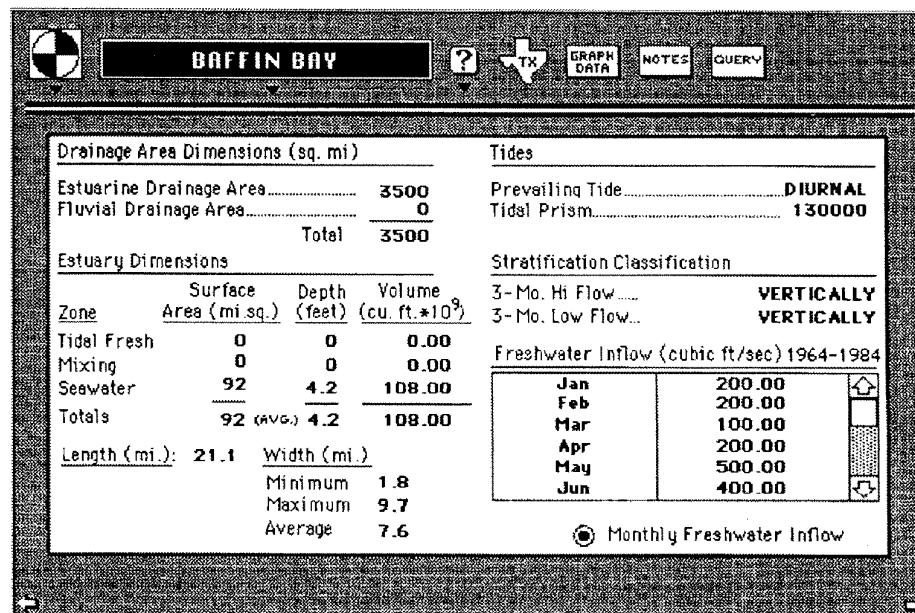 BAFFIN BAY
?
TX
GRAPH DATA
NOTES
QUERY
Drainage Area Dimensions (sq. mi)
Estuarine Drainage Area 3500
Fluvial Drainage Area 0
Total 3500
Estuary Dimensions
Zone Surface Area (mi.sq.) Depth (feet) Volume (cu. ft.*10⁹)
Tidal Fresh 0 0 0.00
Mixing 0 0 0.00
Seawater 92 4.2 108.00
Totals 92 (AVG.) 4.2 108.00
Length (mi.): 21.1 Width (mi.)
Minimum 1.8
Maximum 9.7
Average 7.6
Tides
Prevailing Tide DIURNAL
Tidal Prism 130000
Stratification Classification
3-Mo. Hi Flow..... VERTICALLY
3-Mo. Low Flow... VERTICALLY
Freshwater Inflow (cubic ft/sec) 1964-1984
Jan 200.00
Feb 200.00
Mar 100.00
Apr 200.00
May 500.00
Jun 400.00
Monthly Freshwater Inflow